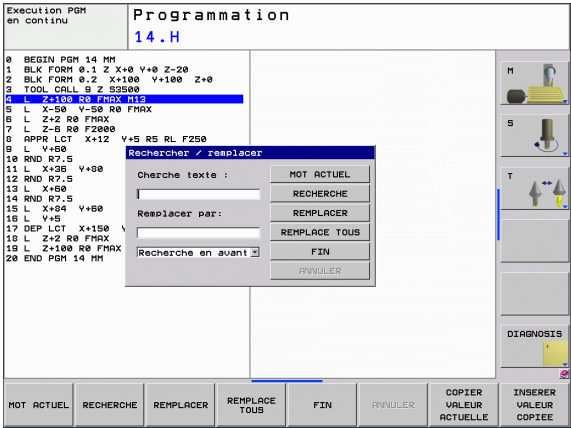 Execution PGM
en continu
Programmation
14.H
0 BEGIN PGM 14 MM
1 BLK FORM 0.1 Z X+0 Y+0 Z-20
2 BLK FORM 0.2 X+100 Y+100 Z+0
3 TOOL CALL 9 Z S3500
4 L Z+100 R0 FMAX M13
5 L X-50 Y-50 R0 FMAX
6 L Z+2 R0 FMAX
7 L Z-6 R0 F2000
8 APPR LCT X+12 Y+5 R5 RL F250
9 L Y+60
10 RND R7.5
11 L X+36 Y+80
12 RND R7.5
13 L X+60
14 RND R7.5
15 L X+84 Y+60
16 L Y+5
17 DEP LCT X+150 Y
18 L Z+2 R0 FMAX
19 L Z+100 R0 FMAX
20 END PGM 14 MM
Rechercher / remplacer
Cherche texte :
Remplacer par:
Recherche en avant
MOT ACTUEL
RECHERCHE
REMPLACER
REMPLACE TOUS
FIN
ANNULER
M
S
T
DIAGNOSIS
MOT ACTUEL
RECHERCHE
REMPLACER
REMPLACE
TOUS
FIN
ANNULER
COPIER
VALEUR
ACTUELLE
INSERER
VALEUR
COPIEE